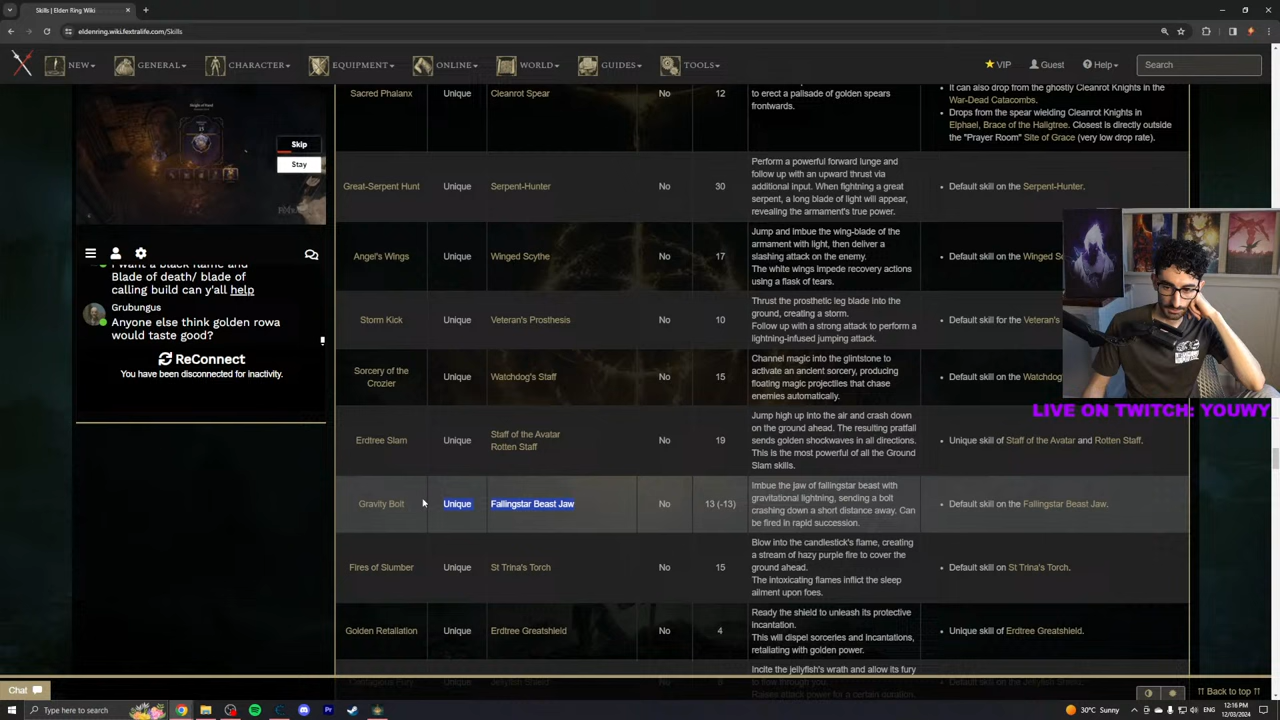 Skills | Elden Ring Wiki
eldenring.wiki.fextralife.com/Skills
NEW
GENERAL
CHARACTER
EQUIPMENT
ONLINE
WORLD
GUIDES
TOOLS
VIP
Guest
Help
Search
Skip
Stay
Blade of death/ blade of
calling build can y'all help
Grubungus
Anyone else think golden rowa
would taste good?
ReConnect
You have been disconnected for inactivity.
Sacred Phalanx
Unique
Cleanrot Spear
No
12
to erect a palisade of golden spears
frontwards.
It can also drop from the ghostly Cleanrot Knights in
the War-Dead Catacombs.
Drops from the spear wielding Cleanrot Knights in
Elphael, Brace of the Haligtree. Closest is directly outside
the "Prayer Room" Site of Grace (very low drop rate).
Great-Serpent Hunt
Unique
Serpent-Hunter
No
30
Perform a powerful forward lunge and
follow up with an upward thrust via
additional input. When fightning a great
serpent, a long blade of light will appear,
revealing the armament's true power.
Default skill on the Serpent-Hunter.
Angel's Wings
Unique
Winged Scythe
No
17
Jump and imbue the wing-blade of the
armament with light, then deliver a
slashing attack on the enemy.
The white wings impede recovery actions
using a flask of tears.
Default skill on the Winged Sc
Storm Kick
Unique
Veteran's Prosthesis
No
10
Thrust the prosthetic leg blade into the
ground, creating a storm.
Follow up with a strong attack to perform a
lightning-infused jumping attack.
Default skill for the Veteran's
Sorcery of the
Crozier
Unique
Watchdog's Staff
No
15
Channel magic into the glintstone to
activate an ancient sorcery, producing
floating magic projectiles that chase
enemies automatically.
Default skill on the Watchdog
Erdtree Slam
Unique
Staff of the Avatar
Rotten Staff
No
19
Jump high up into the air and crash down
on the ground ahead. The resulting pratfall
sends golden shockwaves in all directions.
This is the most powerful of all the Ground
Slam skills.
Unique skill of Staff of the Avatar and Rotten Staff.
Gravity Bolt
Unique
Fallingstar Beast Jaw
No
13 (-13)
Imbue the jaw of fallingstar beast with
gravitational lightning, sending a bolt
crashing down a short distance away. Can
be fired in rapid succession.
Default skill on the Fallingstar Beast Jaw.
Fires of Slumber
Unique
St Trina's Torch
No
15
Blow into the candlestick's flame, creating
a stream of hazy purple fire to cover the
ground ahead.
The intoxicating flames inflict the sleep
ailment upon foes.
Default skill on St Trina's Torch.
Golden Retaliation
Unique
Erdtree Greatshield
No
4
Ready the shield to unleash its protective
incantation.
This will dispel sorceries and incantations,
retaliating with golden power.
Unique skill of Erdtree Greatshield.
Incite the jellyfish's wrath and allow its fury
LIVE ON TWITCH: YOUWY
Chat
Back to top
Type here to search
30°C Sunny
ENG
12:16 PM
12/03/2024